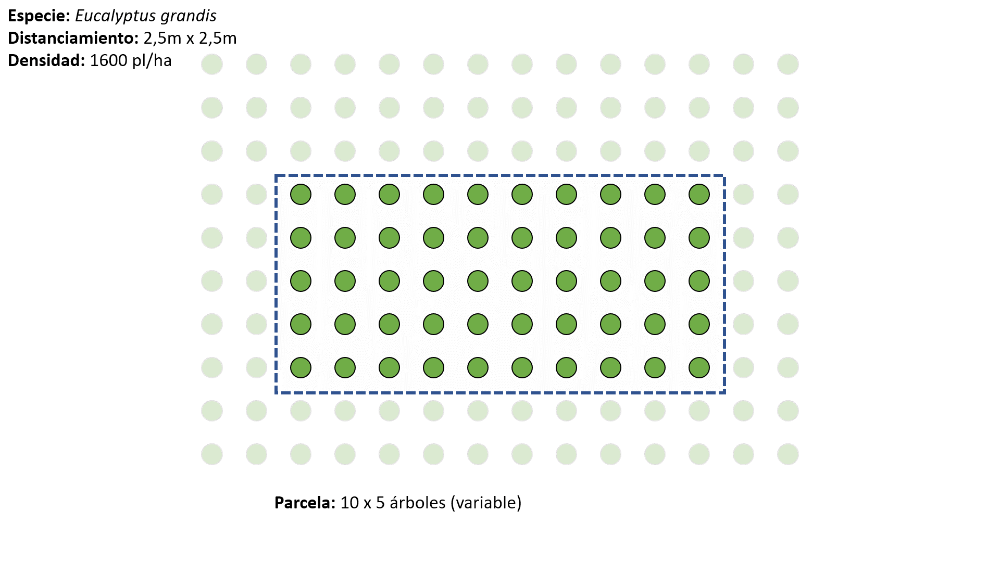 Especie: Eucalyptus grandis
Distanciamiento: 2,5m x 2,5m
Densidad: 1600 pl/ha
Parcela: 10 x 5 árboles (variable)